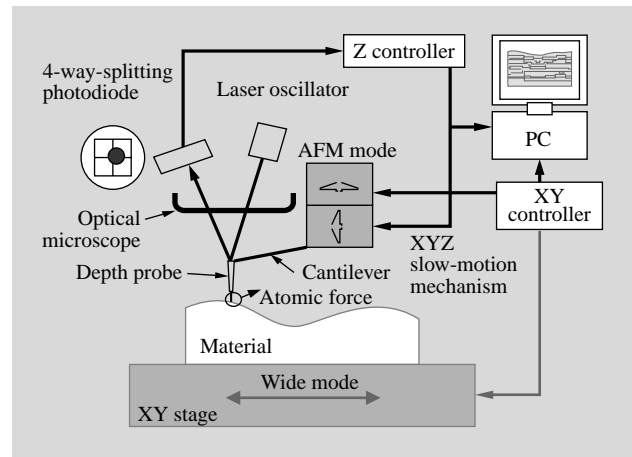 4-way-splitting
photodiode
Z controller
Laser oscillator
AFM mode
PC
XY
controller
Optical
microscope
XYZ
slow-motion
mechanism
Depth probe
Cantilever
Atomic force
Material
Wide mode
XY stage